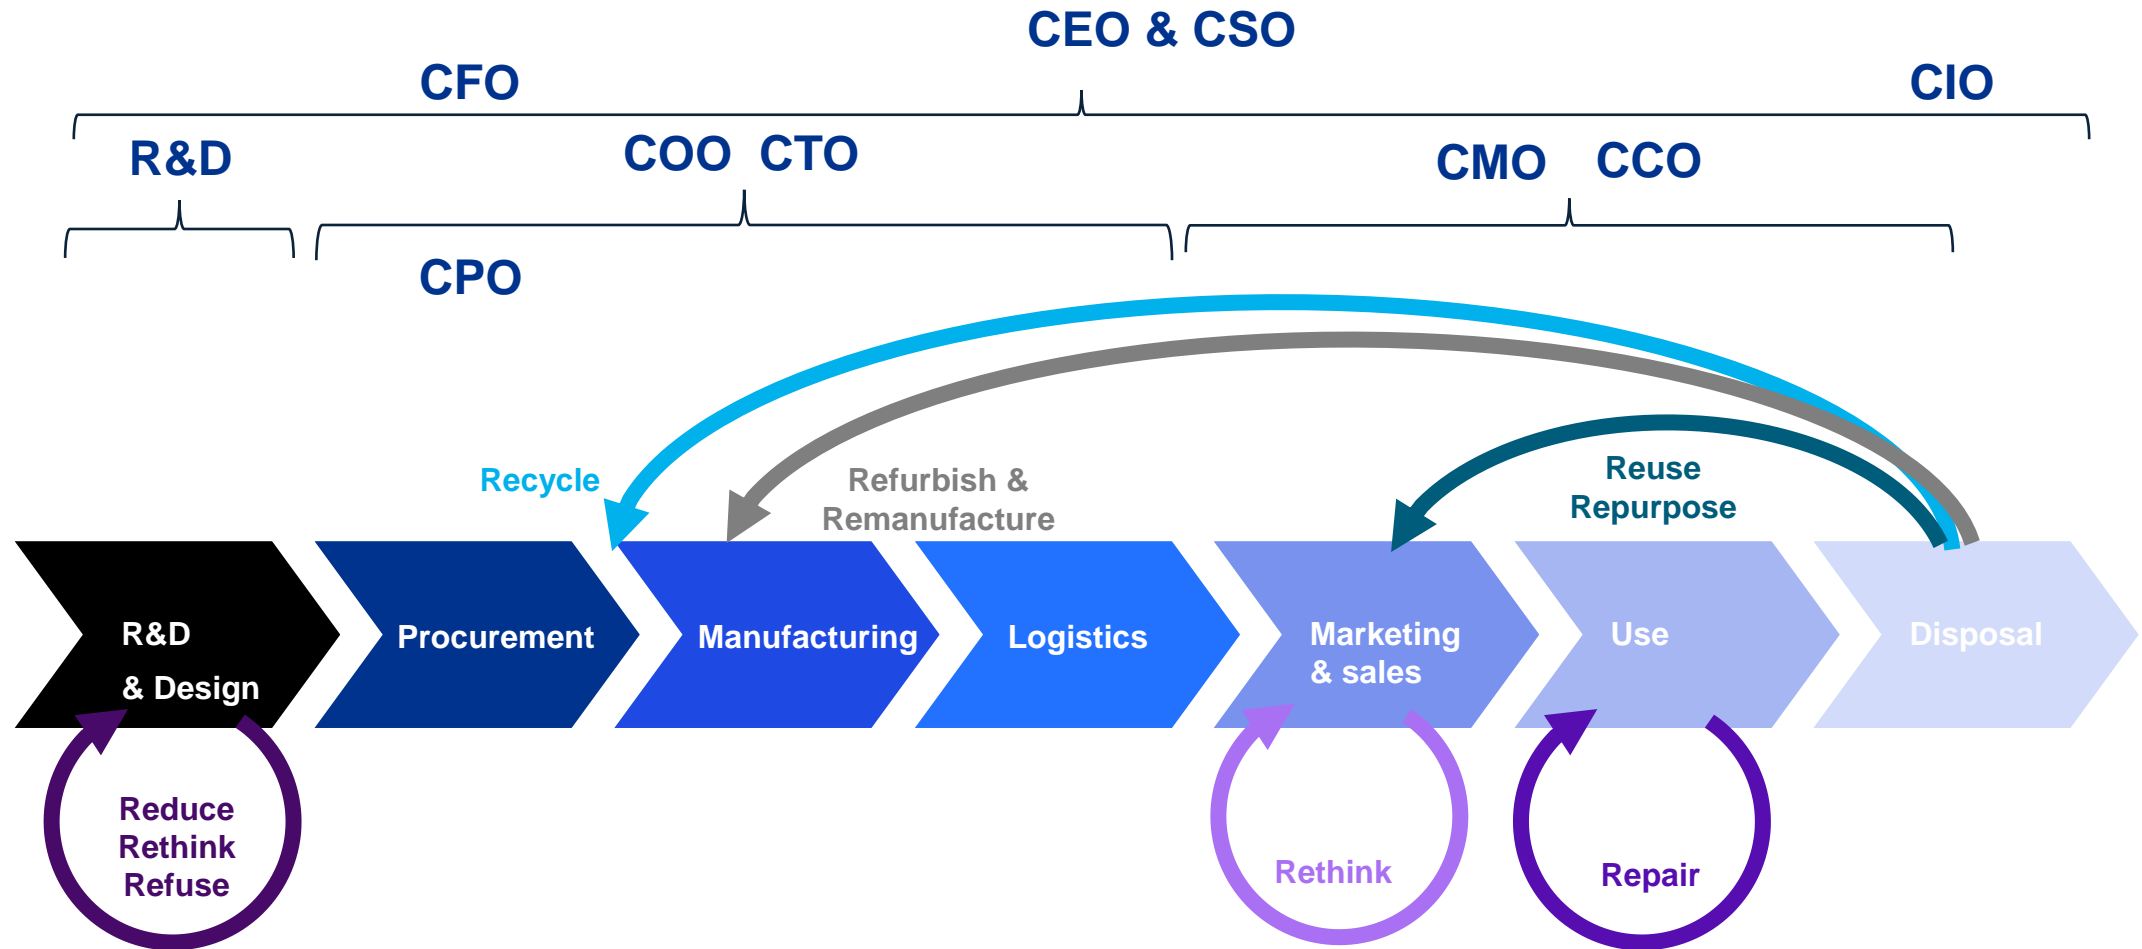 CEO & CSO
CFO
CIO
R&D
COO CTO
CMO CCO
CPO
Recycle
Refurbish &
Remanufacture
Reuse
Repurpose
R&D
& Design
Procurement
Manufacturing
Logistics
Marketing
& sales
Use
Disposal
Reduce
Rethink
Refuse
Rethink
Repair